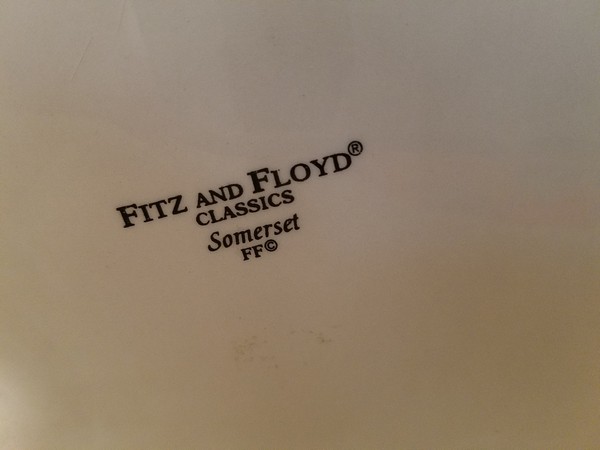 FITZ AND FLOYD®
CLASSICS
Somerset
FF©